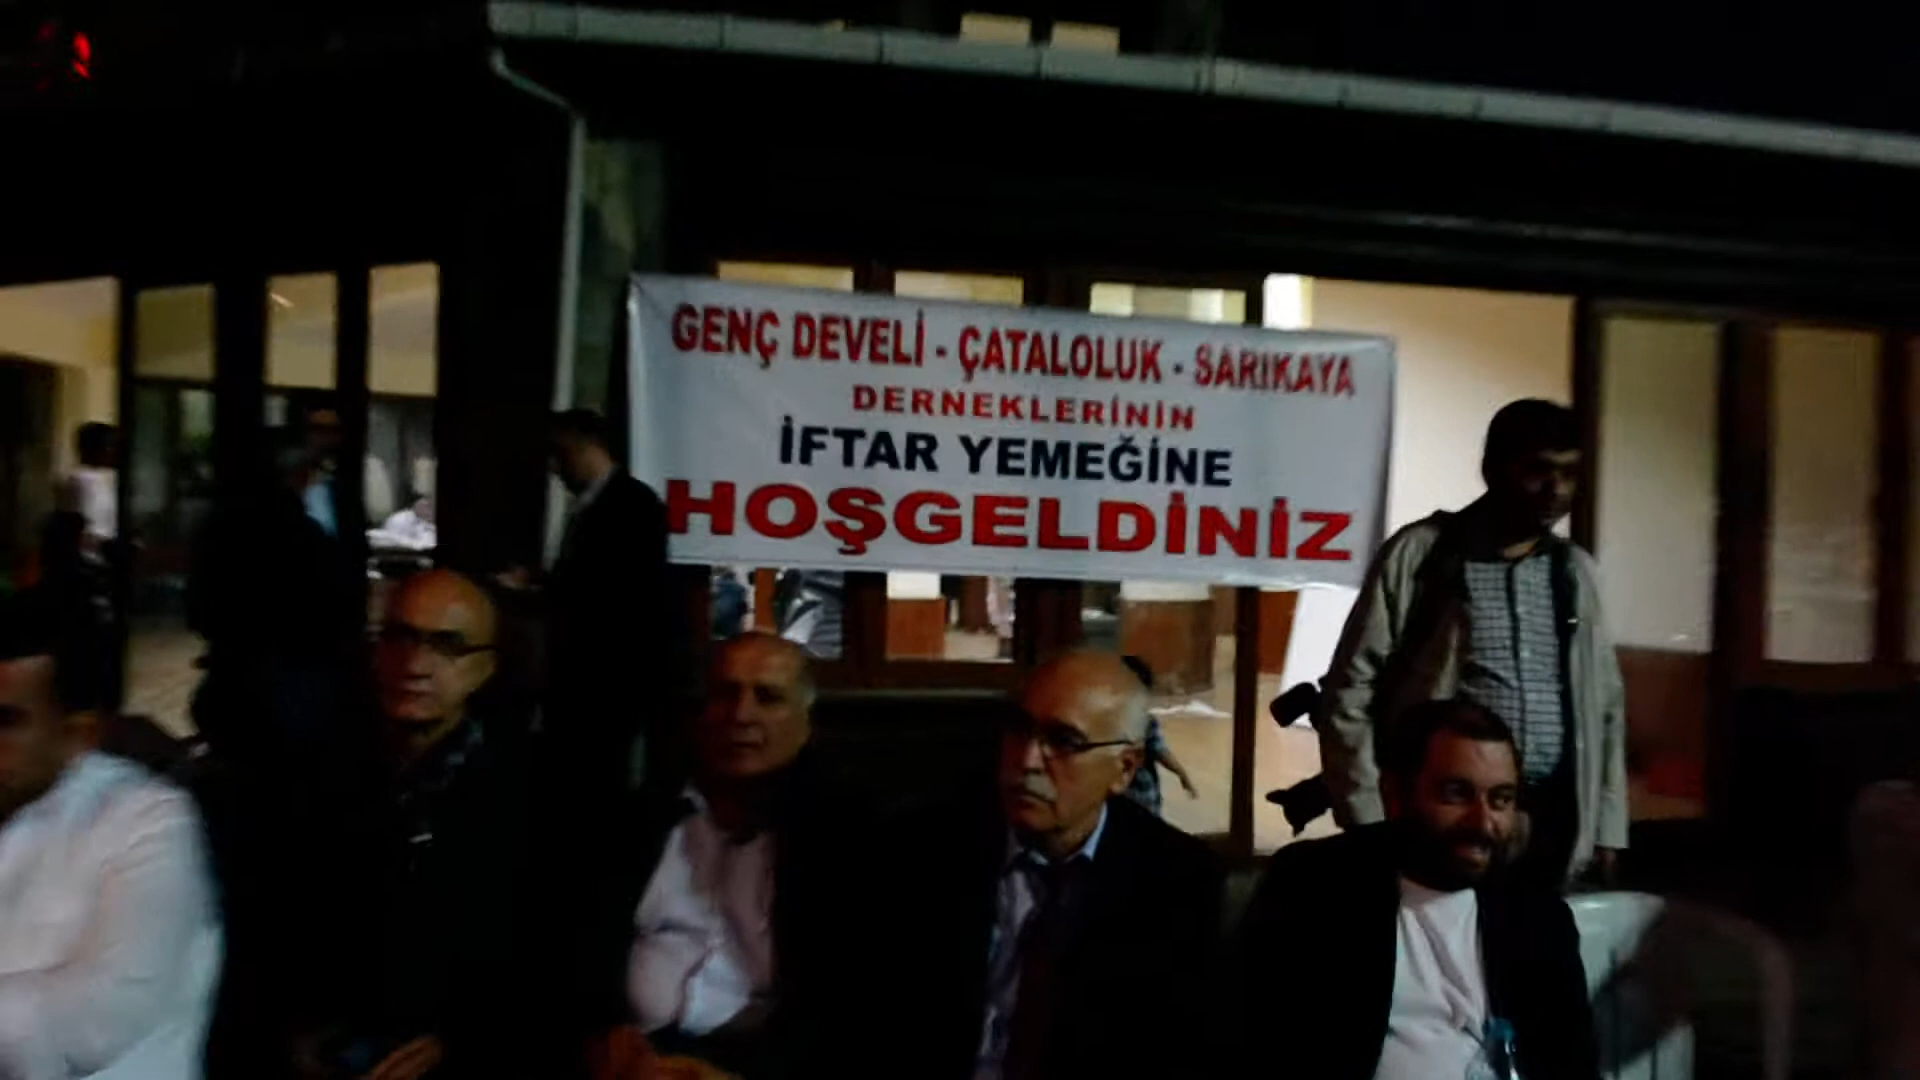 GENÇ DEVELİ - ÇATALOLUK - SARIKAYA
DERNEKLERİNİN
İFTAR YEMEĞİNE
HOŞGELDİNİZ